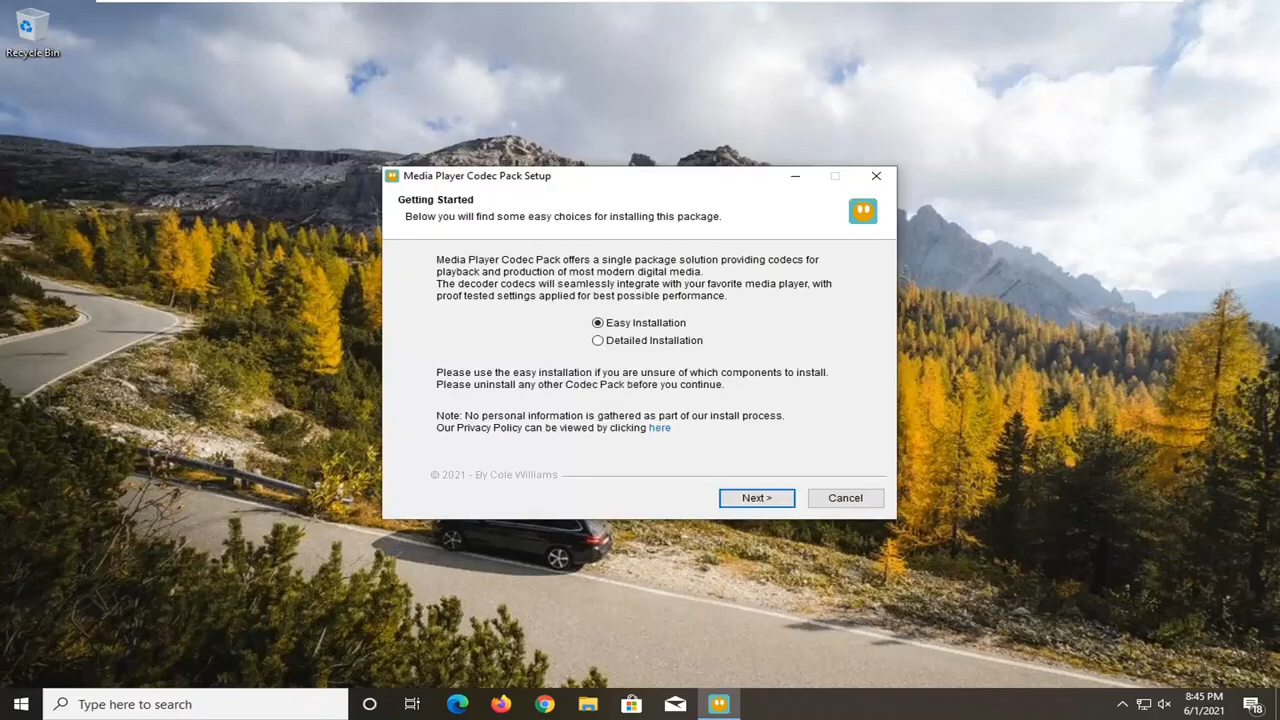 Recycle Bin
Media Player Codec Pack Setup
Getting Started
Below you will find some easy choices for installing this package.
Media Player Codec Pack offers a single package solution providing codecs for
playback and production of most modern digital media.
The decoder codecs will seamlessly integrate with your favorite media player, with
proof tested settings applied for best possible performance.
Easy Installation
Detailed Installation
Please use the easy installation if you are unsure of which components to install.
Please uninstall any other Codec Pack before you continue.
Note: No personal information is gathered as part of our install process.
Our Privacy Policy can be viewed by clicking here
© 2021 - By Cole Williams
Next >
Cancel
Type here to search
8:45 PM
6/1/2021
18